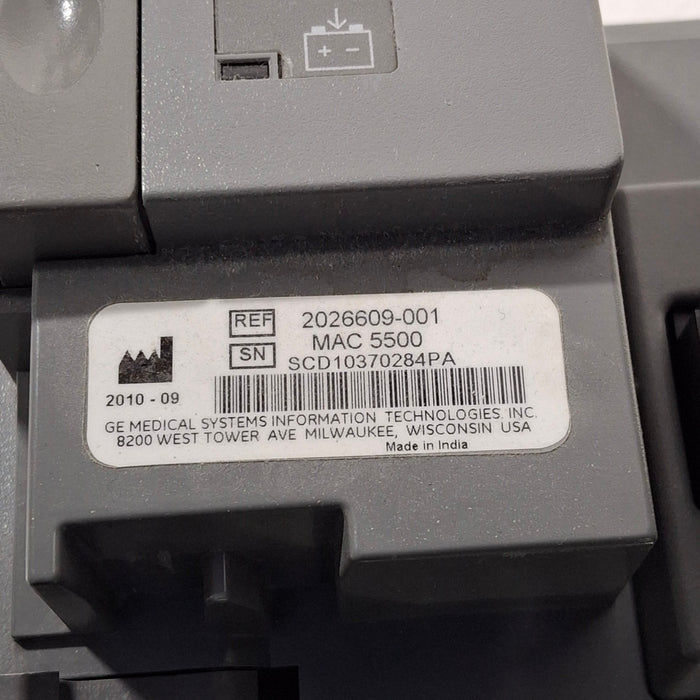 + -
REF 2026609-001
MAC 5500
SN SCD10370284PA
2010 - 09
GE MEDICAL SYSTEMS INFORMATION TECHNOLOGIES, INC.
8200 WEST TOWER AVE MILWAUKEE, WISCONSIN USA
Made in India